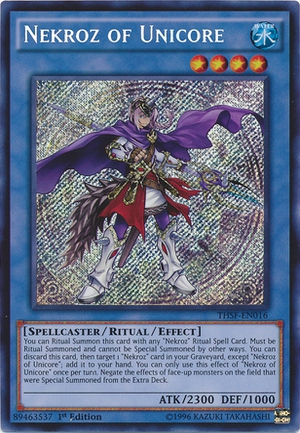 NEKROZ OF UNICORE
WATER
水
THSF-EN016
[SPELLCASTER/RITUAL/EFFECT]
You can Ritual Summon this card with any "Nekroz" Ritual Spell Card. Must be
Ritual Summoned and cannot be Special Summoned by other ways. You can
discard this card, then target 1 "Nekroz" card in your Graveyard, except "Nekroz
of Unicore"; add it to your hand. You can only use this effect of "Nekroz of
Unicore" once per turn. Negate the effects of face-up monsters on the field that
were Special Summoned from the Extra Deck.
ATK/2300 DEF/1000
89463537 1st Edition ©1996 KAZUKI TAKAHASHI